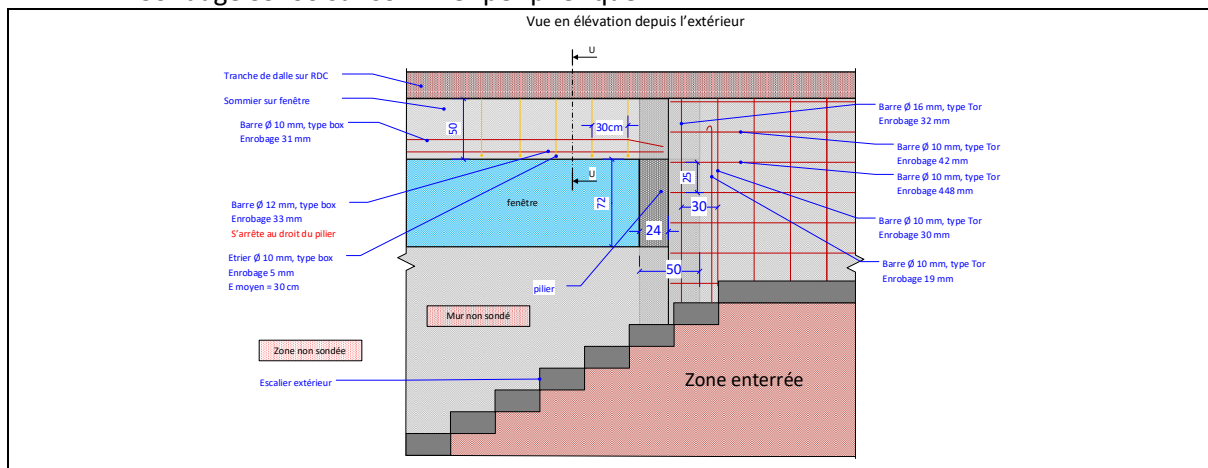 Vue en élévation depuis l'extérieur
U
Tranche de dalle sur RDC
Sommier sur fenêtre
Barre Ø 10 mm, type box
Enrobage 31 mm
50
30cm
Barre Ø 16 mm, type Tor
Enrobage 32 mm
Barre Ø 10 mm, type Tor
Enrobage 42 mm
Barre Ø 10 mm, type Tor
Enrobage 448 mm
U
25
fenêtre
72
30
Barre Ø 12 mm, type box
Enrobage 33 mm
S'arrête au droit du pilier
24
Barre Ø 10 mm, type Tor
Enrobage 30 mm
Etrier Ø 10 mm, type box
Enrobage 5 mm
E moyen = 30 cm
50
Barre Ø 10 mm, type Tor
Enrobage 19 mm
pilier
Mur non sondé
Zone non sondée
Escalier extérieur
Zone enterrée